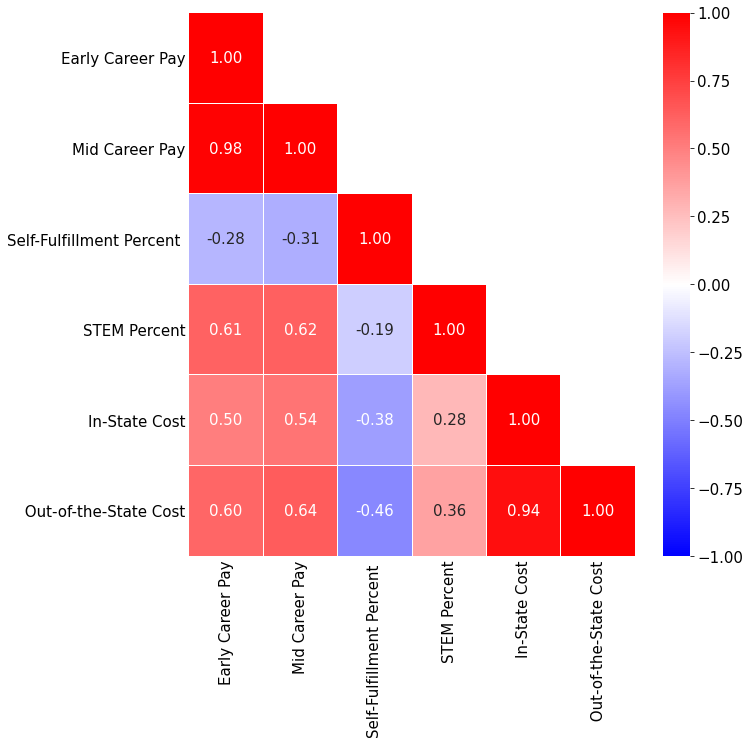 Early Career Pay
1.00
Mid Career Pay
0.98 1.00
Self-Fulfillment Percent
-0.28 -0.31 1.00
STEM Percent
0.61 0.62 -0.19 1.00
In-State Cost
0.50 0.54 -0.38 0.28 1.00
Out-of-the-State Cost
0.60 0.64 -0.46 0.36 0.94 1.00
Early Career Pay
Mid Career Pay
Self-Fulfillment Percent
STEM Percent
In-State Cost
Out-of-the-State Cost
1.00
0.75
0.50
0.25
0.00
−0.25
−0.50
−0.75
−1.00